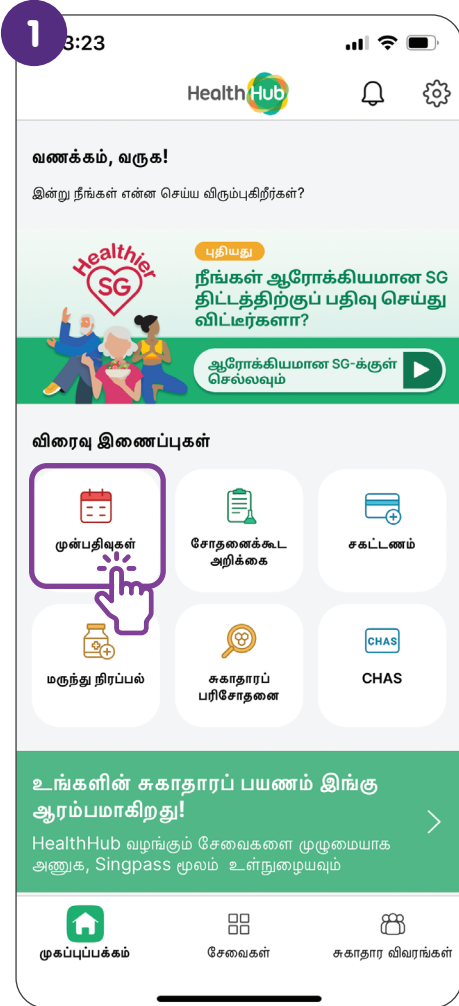 1
3:23
HealthHub
வணக்கம், வருக!
இன்று நீங்கள் என்ன செய்ய விரும்புகிறீர்கள்?
Healthier
SG
புதியது
நீங்கள் ஆரோக்கியமான SG
திட்டத்திற்குப் பதிவு செய்து
விட்டீர்களா?
ஆரோக்கியமான SG-க்குள்
செல்லவும்
விரைவு இணைப்புகள்
முன்பதிவுகள்
சோதனைக்கூட
அறிக்கை
சகட்டணம்
மருந்து நிரப்பல்
சுகாதாரப்
பரிசோதனை
CHAS
CHAS
உங்களின் சுகாதாரப் பயணம் இங்கு
ஆரம்பமாகிறது!
HealthHub வழங்கும் சேவைகளை முழுமையாக
அணுக, Singpass மூலம் உள்நுழையவும்
முகப்புப்பக்கம்
சேவைகள்
சுகாதார விவரங்கள்